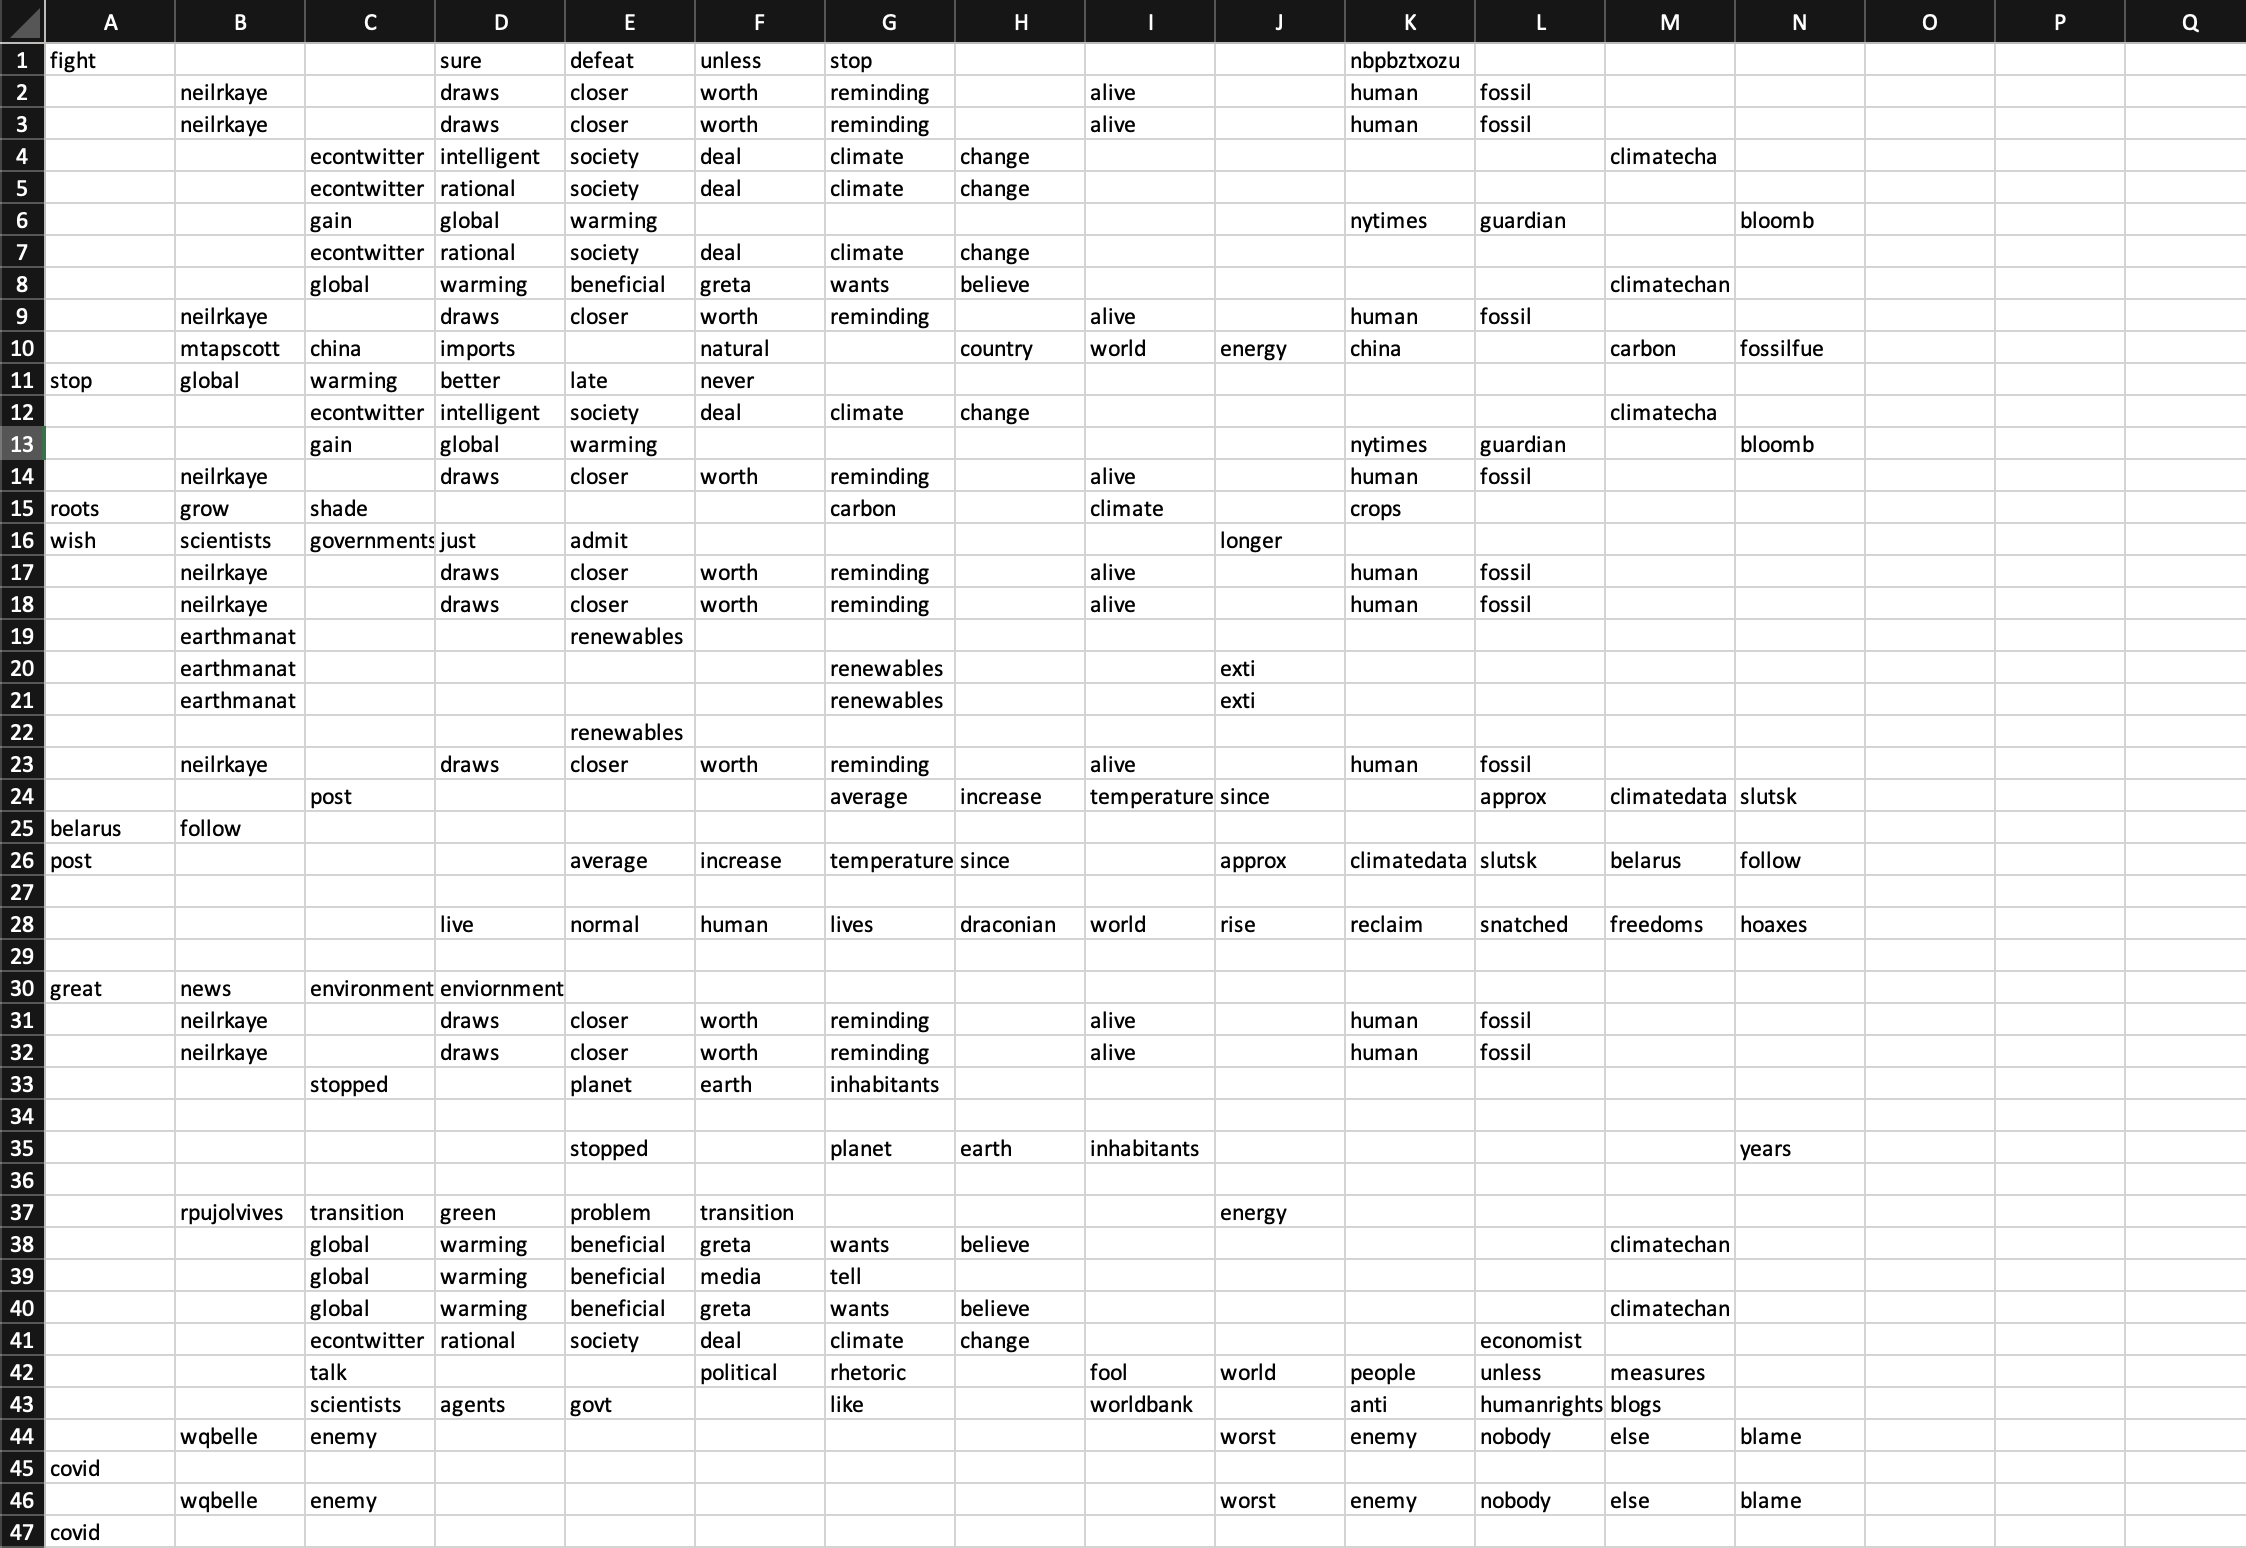 A B C D E F G H I J K L M N O P Q
1 fight sure defeat unless stop nbpbztxozu
2 neilrkaye draws closer worth reminding alive human fossil
3 neilrkaye draws closer worth reminding alive human fossil
4 econtwitter intelligent society deal climate change climatecha
5 econtwitter rational society deal climate change
6 gain global warming nytimes guardian bloomb
7 econtwitter rational society deal climate change
8 global warming beneficial greta wants believe climatechan
9 neilrkaye draws closer worth reminding alive human fossil
10 mtapscott china imports natural country world energy china carbon fossilfue
11 stop global warming better late never
12 econtwitter intelligent society deal climate change climatecha
13 gain global warming nytimes guardian bloomb
14 neilrkaye draws closer worth reminding alive human fossil
15 roots grow shade carbon climate crops
16 wish scientists governments just admit longer
17 neilrkaye draws closer worth reminding alive human fossil
18 neilrkaye draws closer worth reminding alive human fossil
19 earthmanat renewables
20 earthmanat renewables exti
21 earthmanat renewables exti
22 renewables
23 neilrkaye draws closer worth reminding alive human fossil
24 post average increase temperature since approx climatedata slutsk
25 belarus follow
26 post average increase temperature since approx climatedata slutsk belarus follow
27
28 live normal human lives draconian world rise reclaim snatched freedoms hoaxes
29
30 great news environment enviornment
31 neilrkaye draws closer worth reminding alive human fossil
32 neilrkaye draws closer worth reminding alive human fossil
33 stopped planet earth inhabitants
34
35 stopped planet earth inhabitants years
36
37 rpujolvives transition green problem transition energy
38 global warming beneficial greta wants believe climatechan
39 global warming beneficial media tell
40 global warming beneficial greta wants believe climatechan
41 econtwitter rational society deal climate change economist
42 talk political rhetoric fool world people unless measures
43 scientists agents govt like worldbank anti humanrights blogs
44 wqbelle enemy worst enemy nobody else blame
45 covid
46 wqbelle enemy worst enemy nobody else blame
47 covid